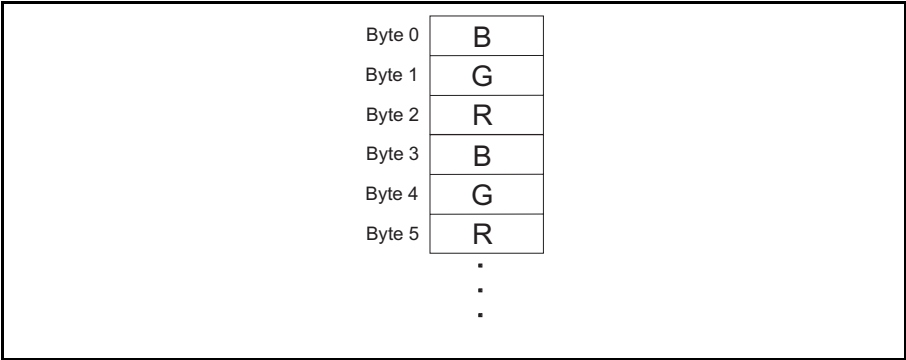 Byte 0 B
Byte 1 G
Byte 2 R
Byte 3 B
Byte 4 G
Byte 5 R
.
.
.